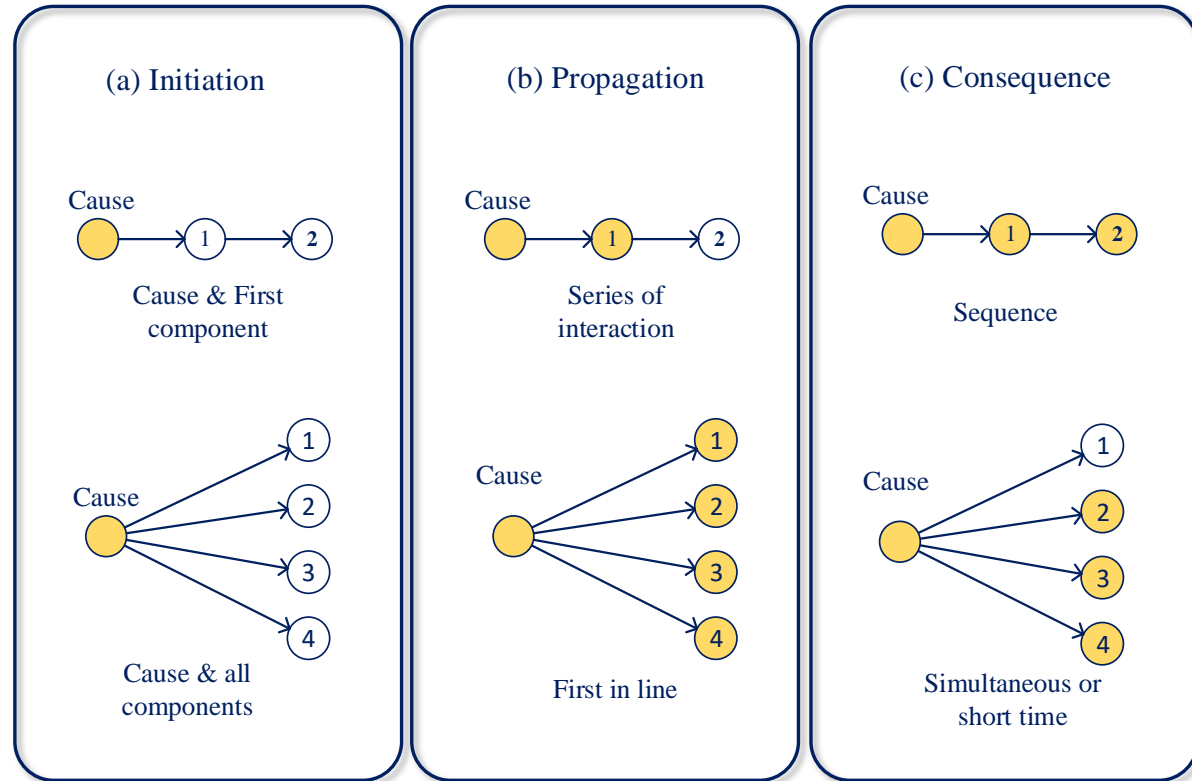 (a) Initiation
Cause
1
2
Cause & First
component
Cause
1
2
3
4
Cause & all
components
(b) Propagation
Cause
1
2
Series of
interaction
Cause
1
2
3
4
First in line
(c) Consequence
Cause
1
2
Sequence
Cause
1
2
3
4
Simultaneous or
short time